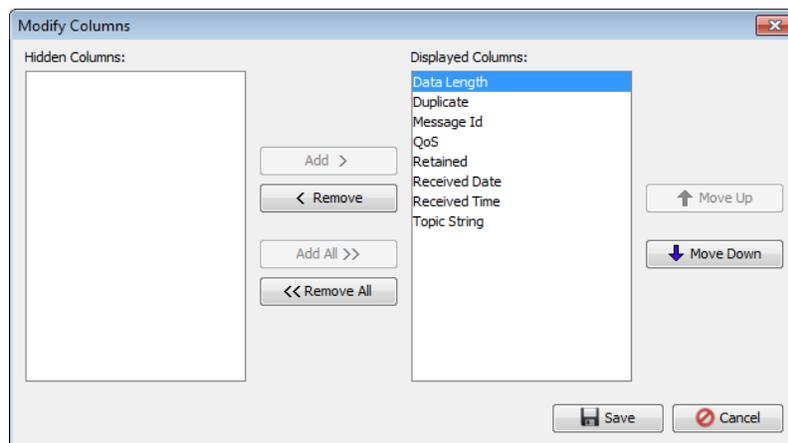 Modify Columns
Hidden Columns:
Displayed Columns:
Data Length
Duplicate
Message Id
QoS
Retained
Received Date
Received Time
Topic String
Add >
< Remove
Add All >>
<< Remove All
Move Up
Move Down
Save
Cancel